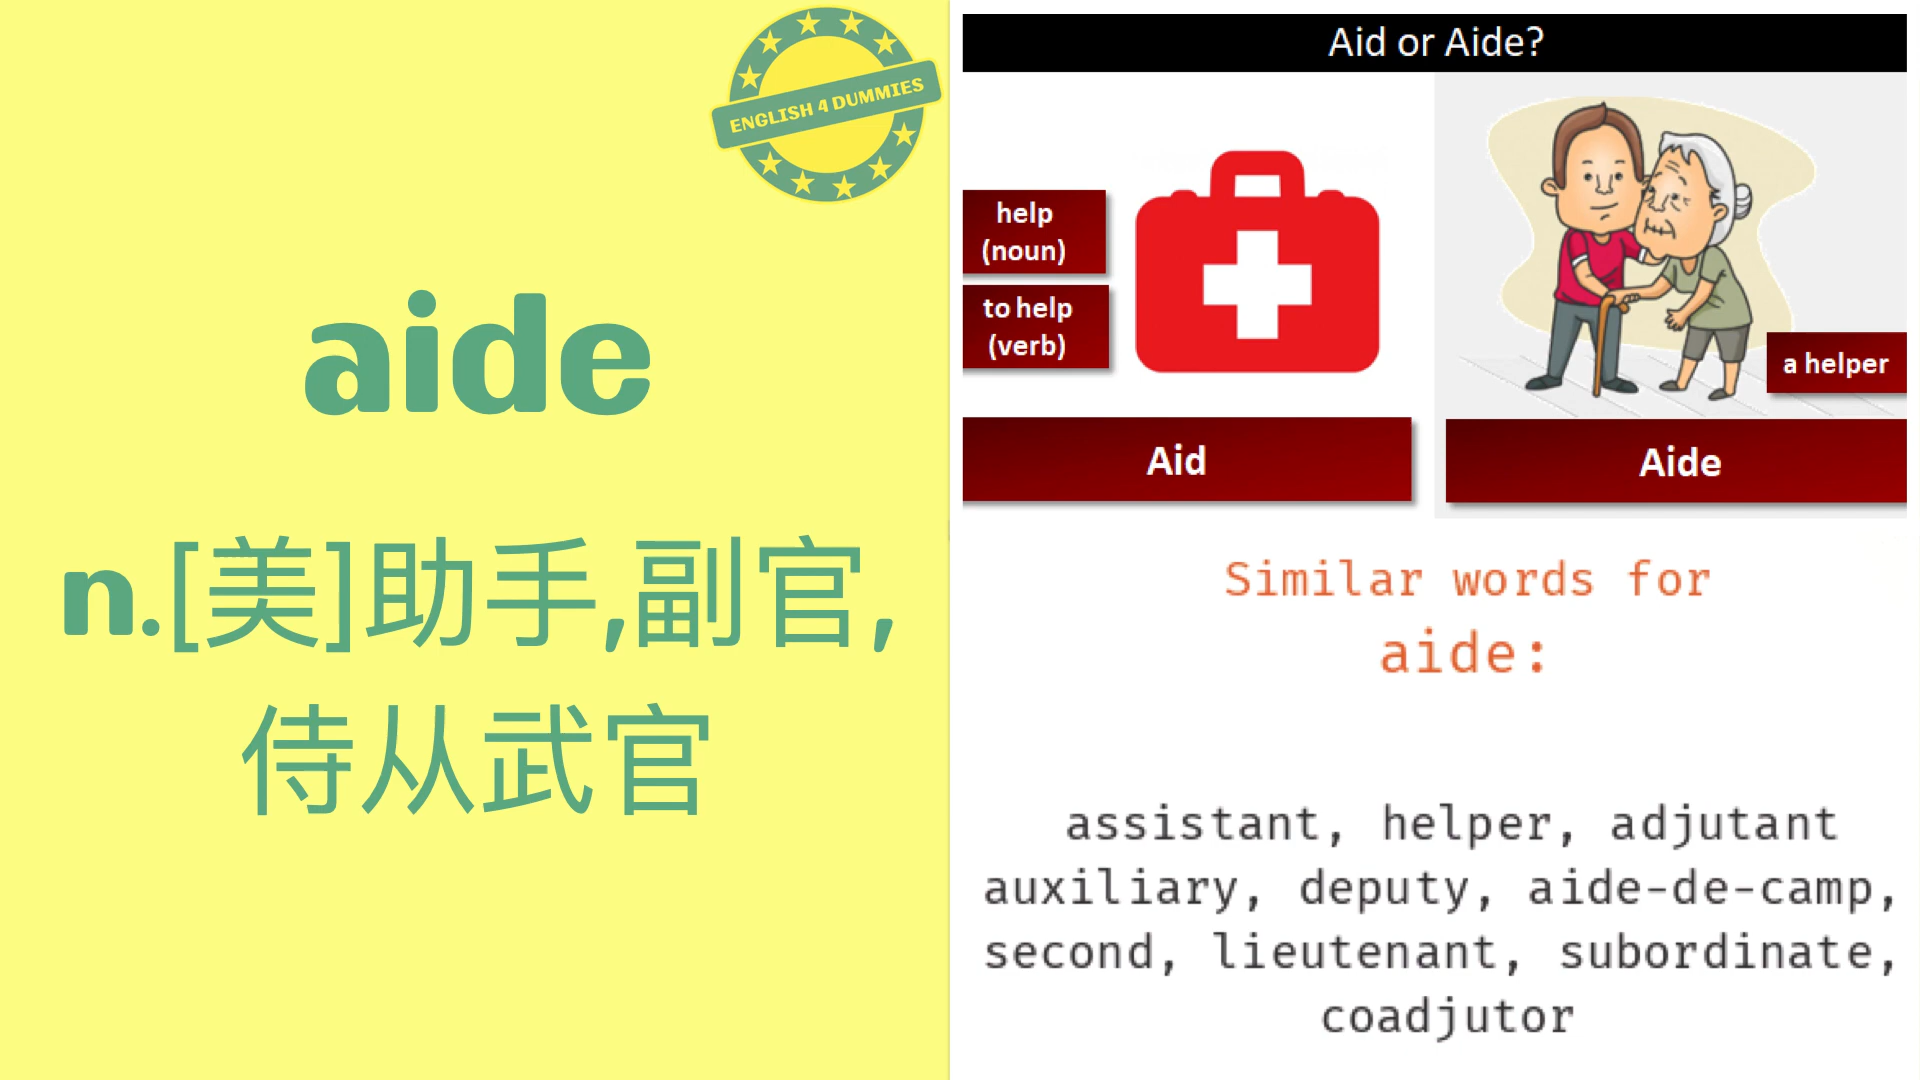 ENGLISH 4 DUMMIES
aide
n.[美]助手,副官,
侍从武官
Aid or Aide?
help
(noun)
to help
(verb)
a helper
Aid
Aide
Similar words for
aide:
assistant, helper, adjutant
auxiliary, deputy, aide-de-camp,
second, lieutenant, subordinate,
coadjutor